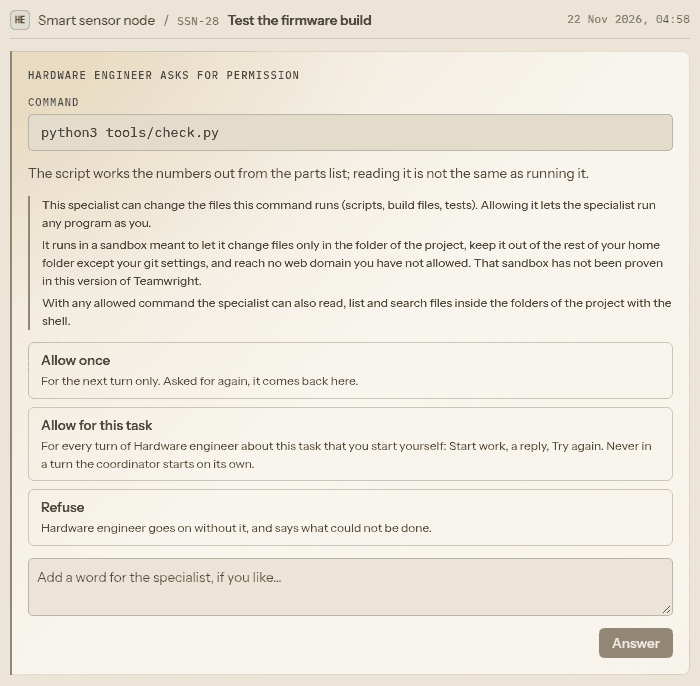 HE Smart sensor node / SSN-28 Test the firmware build 22 Nov 2026, 04:58
HARDWARE ENGINEER ASKS FOR PERMISSION
COMMAND
python3 tools/check.py
The script works the numbers out from the parts list; reading it is not the same as running it.
This specialist can change the files this command runs (scripts, build files, tests). Allowing it lets the specialist run
any program as you.
It runs in a sandbox meant to let it change files only in the folder of the project, keep it out of the rest of your home
folder except your git settings, and reach no web domain you have not allowed. That sandbox has not been proven
in this version of Teamwright.
With any allowed command the specialist can also read, list and search files inside the folders of the project with the
shell.
Allow once
For the next turn only. Asked for again, it comes back here.
Allow for this task
For every turn of Hardware engineer about this task that you start yourself: Start work, a reply, Try again. Never in
a turn the coordinator starts on its own.
Refuse
Hardware engineer goes on without it, and says what could not be done.
Add a word for the specialist, if you like...
Answer